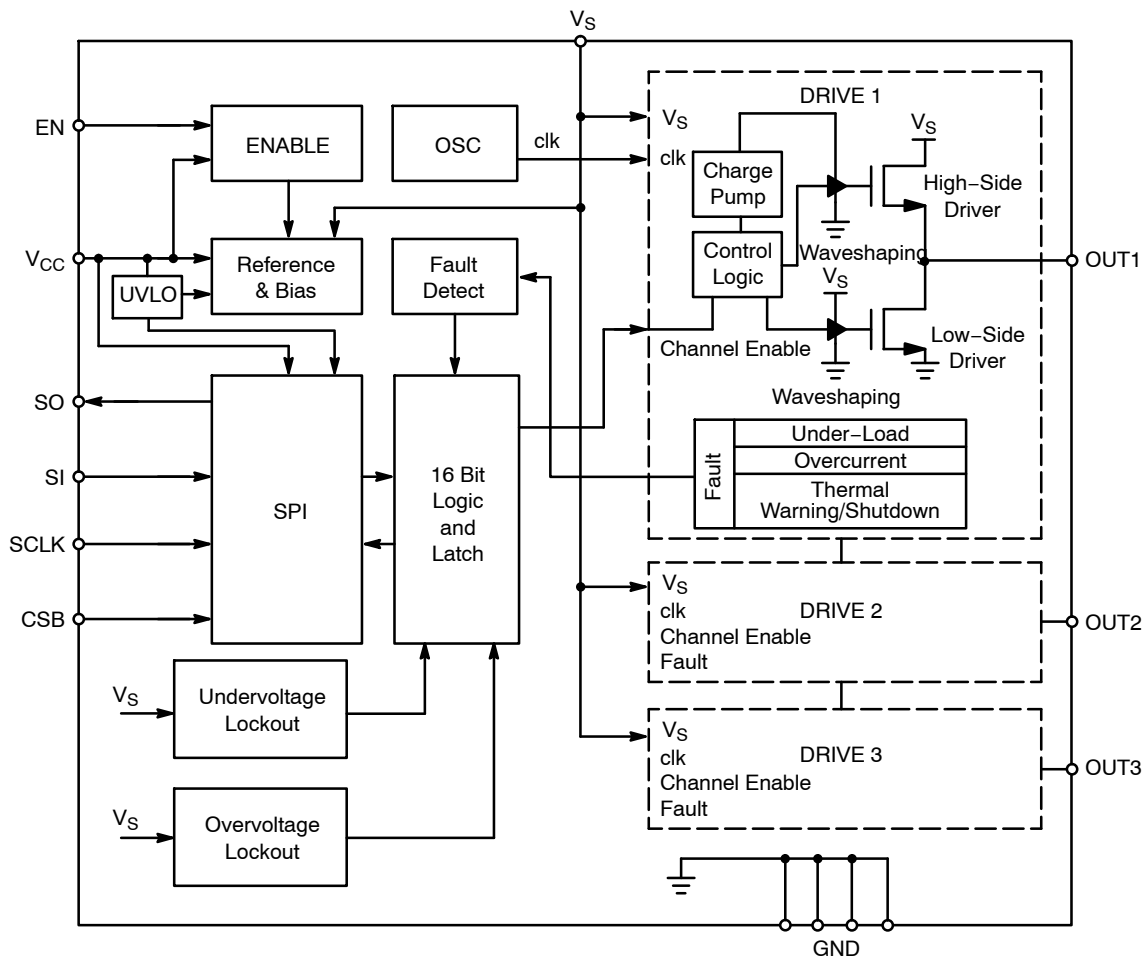 VS
EN
ENABLE
OSC
clk
VCC
UVLO
Reference
& Bias
Fault
Detect
SO
SI
SCLK
CSB
SPI
16 Bit
Logic
and
Latch
VS
Undervoltage
Lockout
VS
Overvoltage
Lockout
DRIVE 1
VS
clk
Charge
Pump
Control
Logic
Channel Enable
VS
High−Side
Driver
Waveshaping
VS
Low−Side
Driver
Waveshaping
Fault
Under−Load
Overcurrent
Thermal
Warning/Shutdown
OUT1
DRIVE 2
VS
clk
Channel Enable
Fault
OUT2
DRIVE 3
VS
clk
Channel Enable
Fault
OUT3
GND